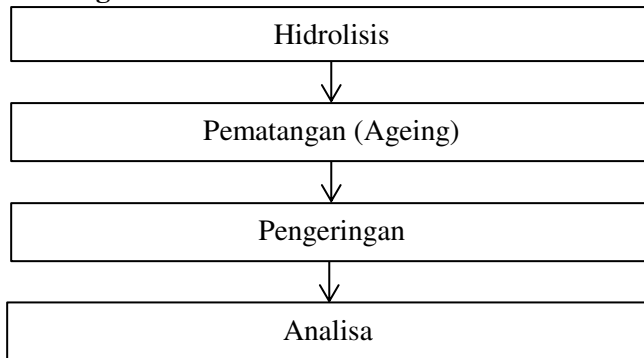 Hidrolisis
Pematangan (Ageing)
Pengeringan
Analisa